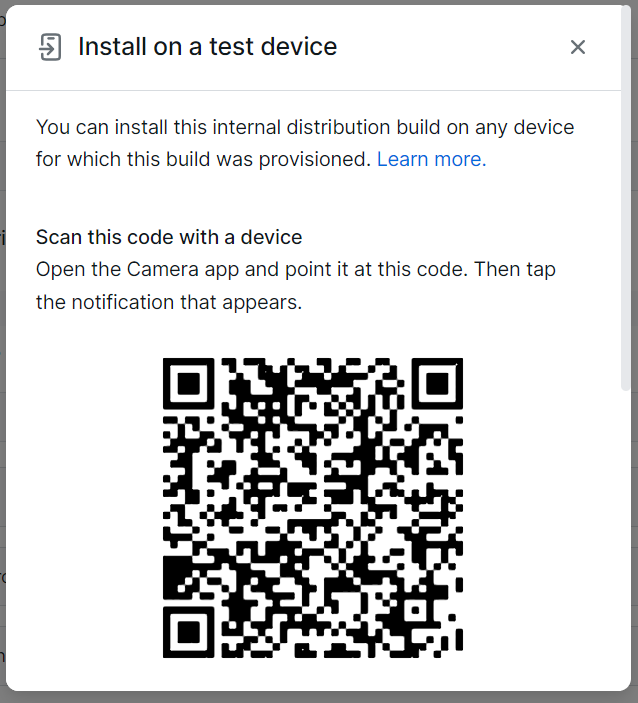 Install on a test device
You can install this internal distribution build on any device
for which this build was provisioned. Learn more.
Scan this code with a device
Open the Camera app and point it at this code. Then tap
the notification that appears.